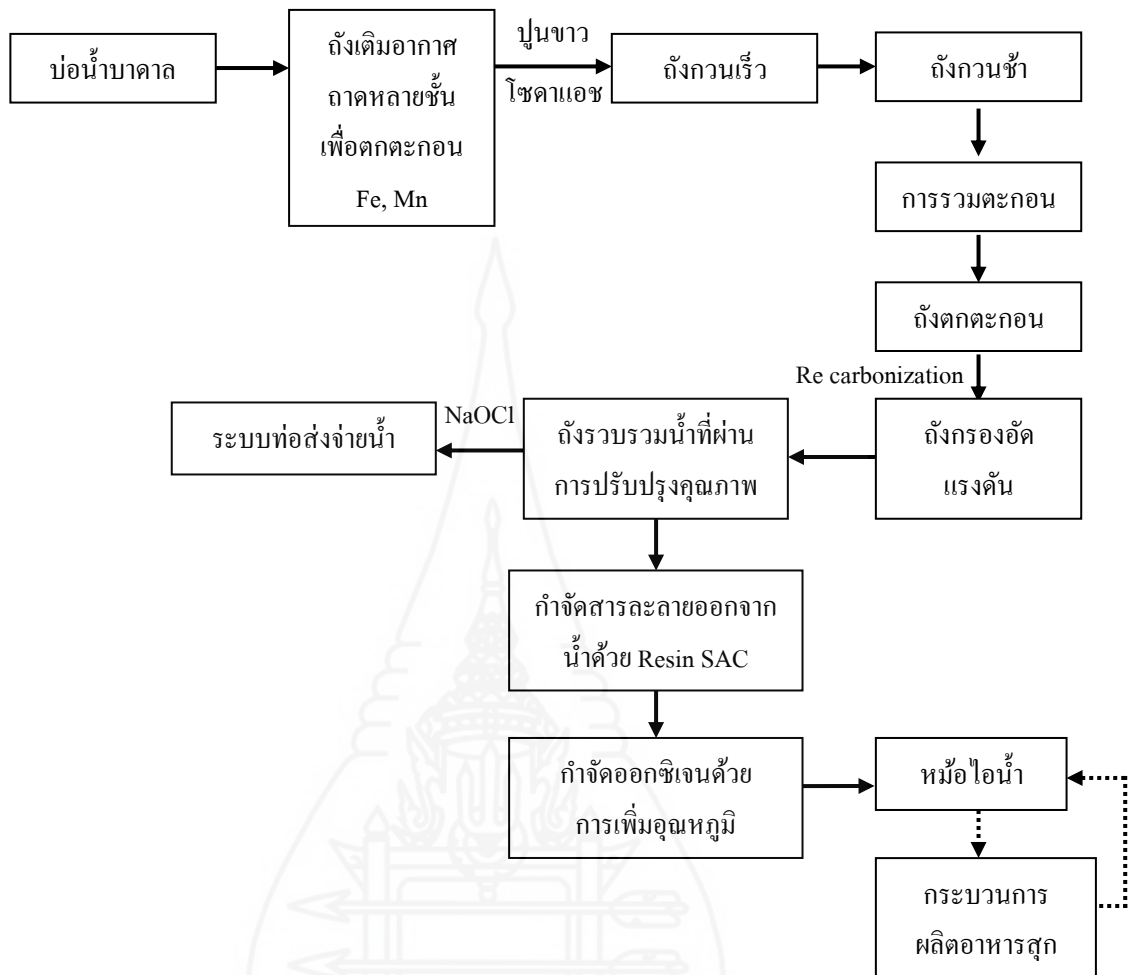 บ่อน้ำบาดาล
ถังเติมอากาศ
ถาดหลายชั้น
เพื่อตกตะกอน
Fe, Mn
ปูนขาว
โซดาแอช
ถังกวนเร็ว
ถังกวนช้า
การรวมตะกอน
ถังตกตะกอน
Re carbonization
ถังกรองอัด
แรงดัน
ถังรวบรวมน้ำที่ผ่าน
การปรับปรุงคุณภาพ
NaOCl
ระบบท่อส่งจ่ายน้ำ
กำจัดสารละลายออกจาก
น้ำด้วย Resin SAC
กำจัดออกซิเจนด้วย
การเพิ่มอุณหภูมิ
หม้อไอน้ำ
กระบวนการ
ผลิตอาหารสุก